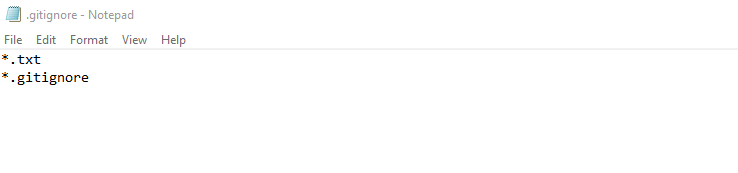 .gitignore - Notepad
File Edit Format View Help
*.txt
*.gitignore